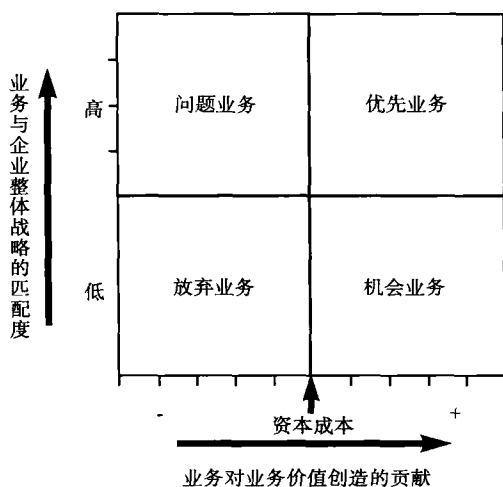 业务与企业整体战略的匹配度
高
问题业务
优先业务
低
放弃业务
机会业务
-
+
资本成本
业务对业务价值创造的贡献